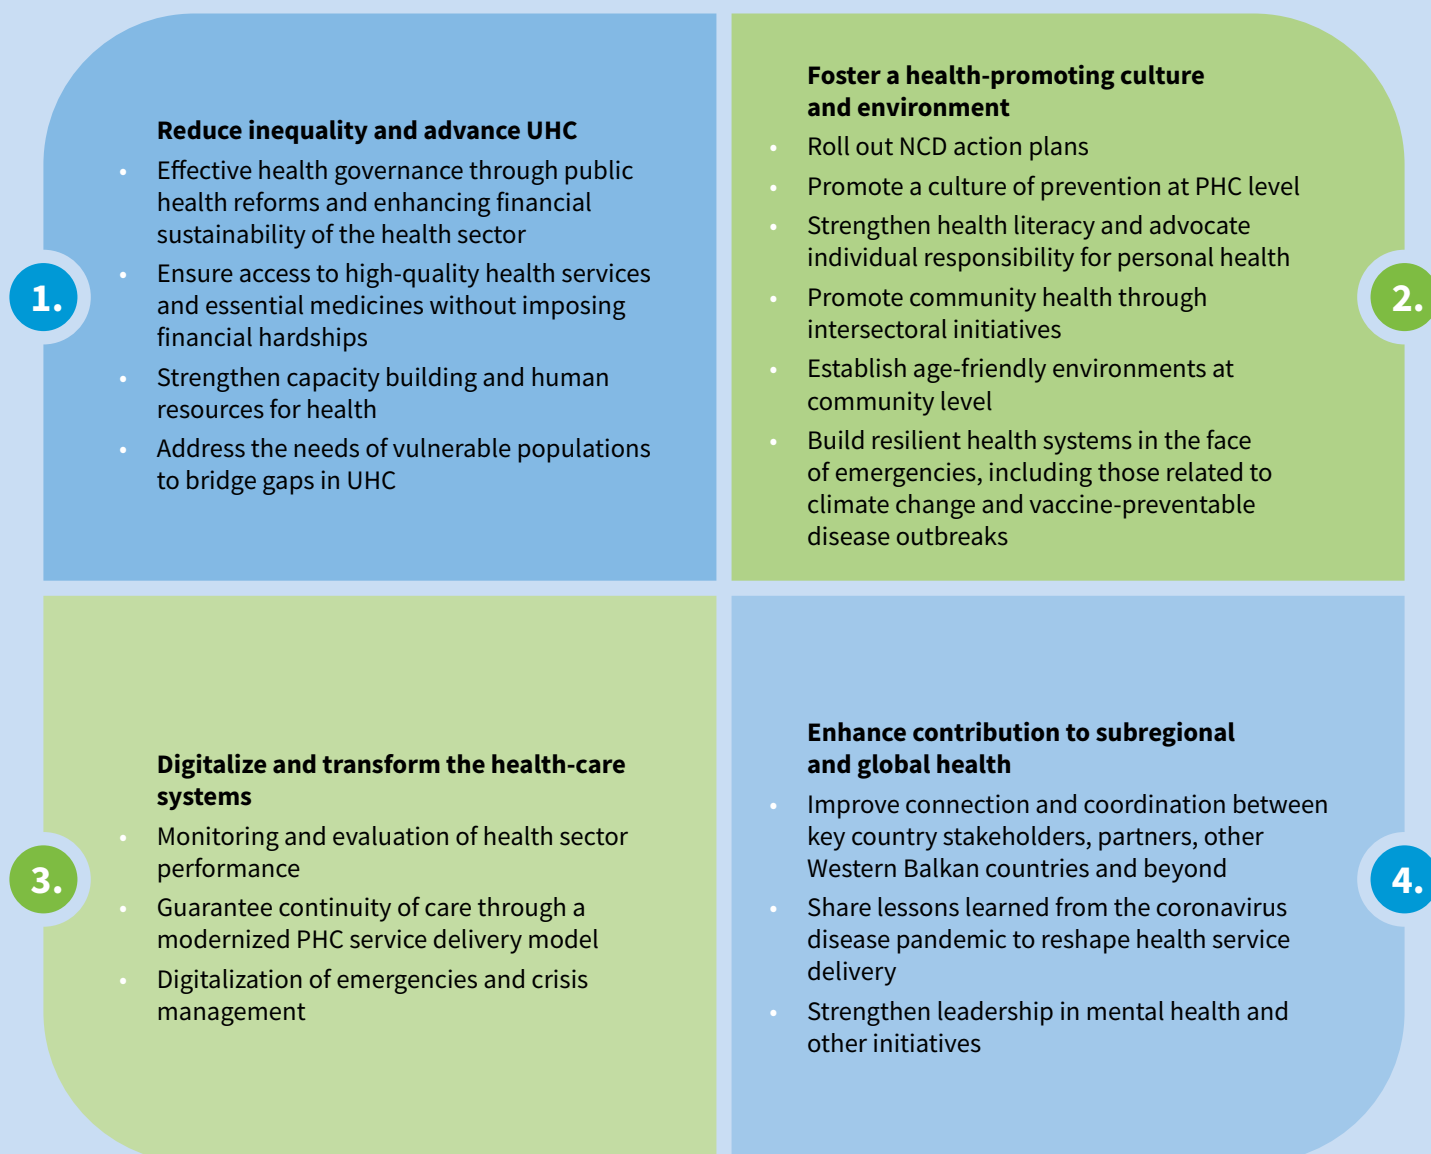 1.
Reduce inequality and advance UHC
• Effective health governance through public
health reforms and enhancing financial
sustainability of the health sector
• Ensure access to high-quality health services
and essential medicines without imposing
financial hardships
• Strengthen capacity building and human
resources for health
• Address the needs of vulnerable populations
to bridge gaps in UHC
2.
Foster a health-promoting culture
and environment
• Roll out NCD action plans
• Promote a culture of prevention at PHC level
• Strengthen health literacy and advocate
individual responsibility for personal health
• Promote community health through
intersectoral initiatives
• Establish age-friendly environments at
community level
• Build resilient health systems in the face
of emergencies, including those related to
climate change and vaccine-preventable
disease outbreaks
3.
Digitalize and transform the health-care
systems
• Monitoring and evaluation of health sector
performance
• Guarantee continuity of care through a
modernized PHC service delivery model
• Digitalization of emergencies and crisis
management
4.
Enhance contribution to subregional
and global health
• Improve connection and coordination between
key country stakeholders, partners, other
Western Balkan countries and beyond
• Share lessons learned from the coronavirus
disease pandemic to reshape health service
delivery
• Strengthen leadership in mental health and
other initiatives